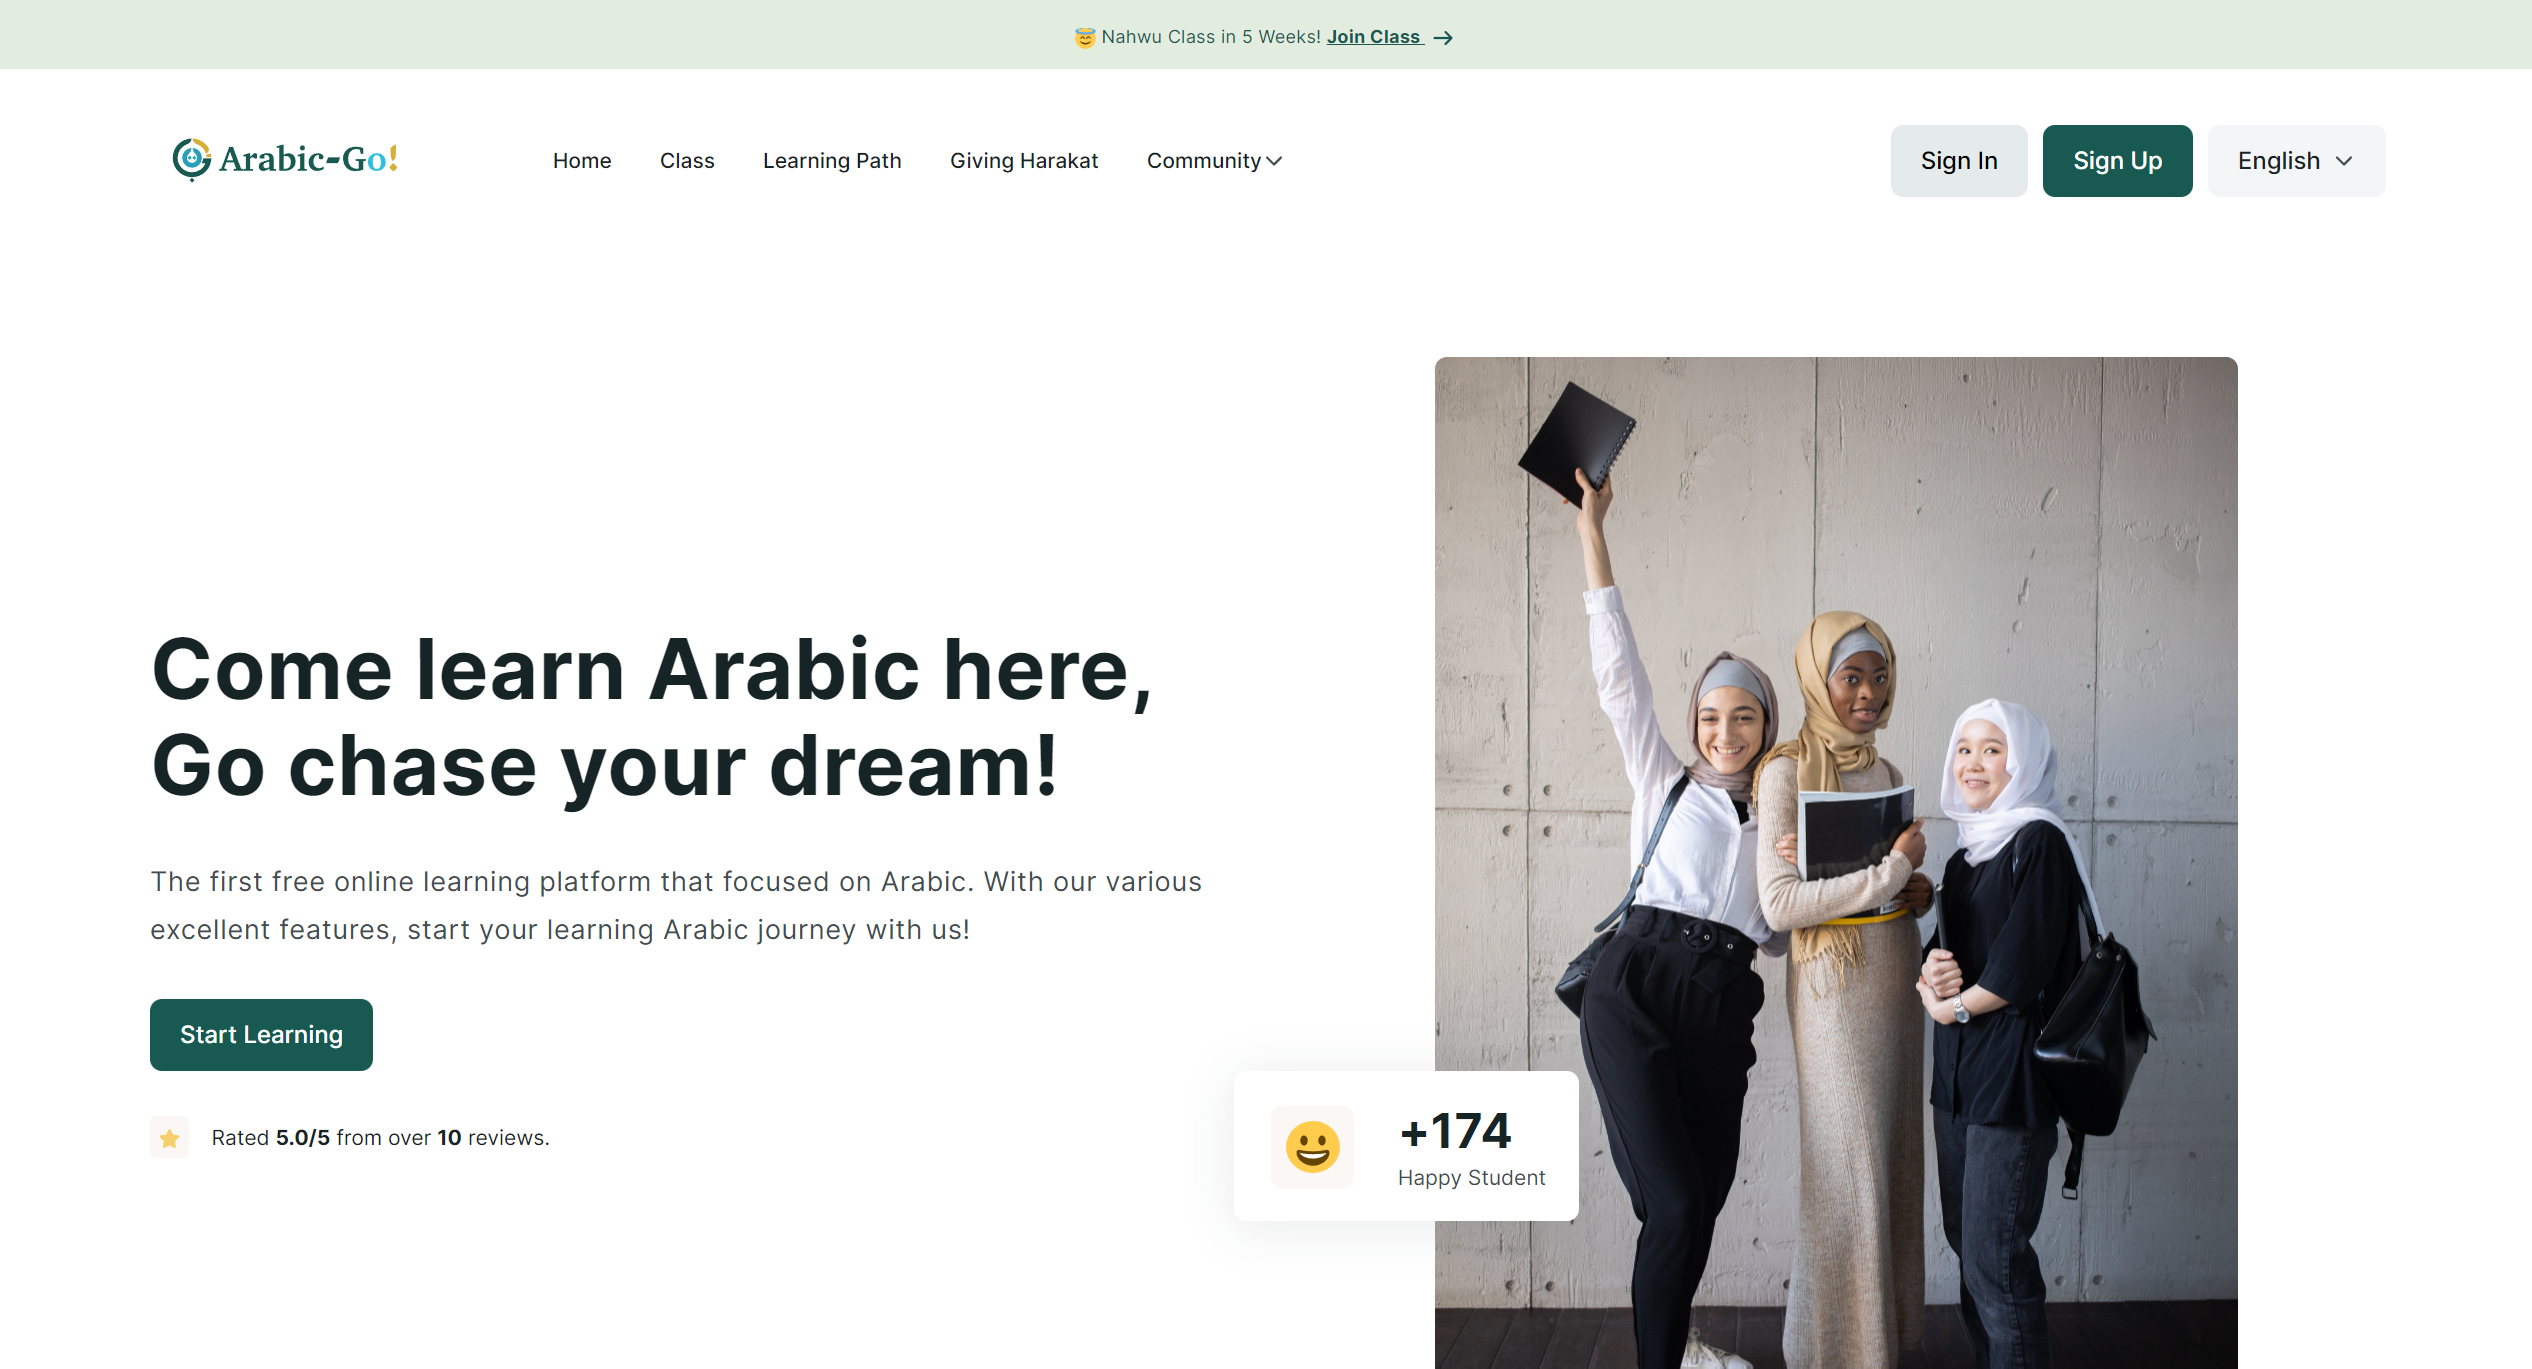 Nahwu Class in 5 Weeks! Join Class
Arabic-Go!
Home
Class
Learning Path
Giving Harakat
Community
Sign In
Sign Up
English
Come learn Arabic here,
Go chase your dream!
The first free online learning platform that focused on Arabic. With our various
excellent features, start your learning Arabic journey with us!
Start Learning
Rated 5.0/5 from over 10 reviews.
+174
Happy Student